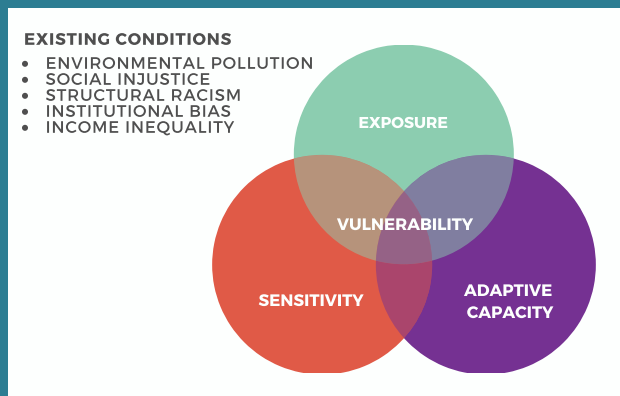 EXISTING CONDITIONS
• ENVIRONMENTAL POLLUTION
• SOCIAL INJUSTICE
• STRUCTURAL RACISM
• INSTITUTIONAL BIAS
• INCOME INEQUALITY
EXPOSURE
VULNERABILITY
SENSITIVITY
ADAPTIVE
CAPACITY